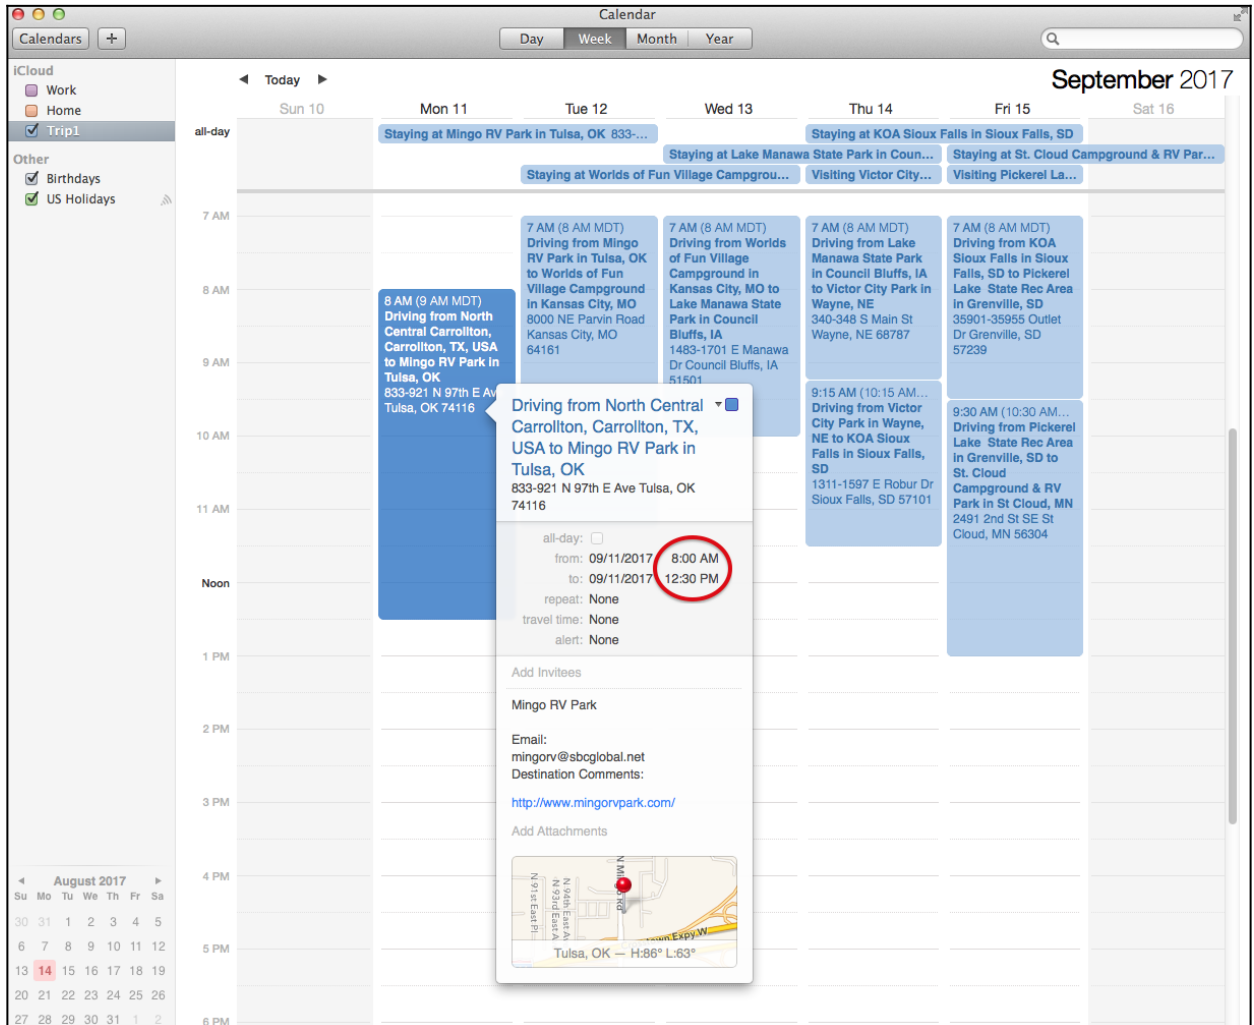 Calendar
Calendars
+
Day
Week
Month
Year
iCloud
Work
Home
Trip1
Other
Birthdays
US Holidays
Today
September 2017
Sun 10
Mon 11
Tue 12
Wed 13
Thu 14
Fri 15
Sat 16
all-day
Staying at Mingo RV Park in Tulsa, OK 833-...
Staying at KOA Sioux Falls in Sioux Falls, SD
Staying at Lake Manawa State Park in Coun...
Staying at St. Cloud Campground & RV Par...
Staying at Worlds of Fun Village Campgrou...
Visiting Victor City...
Visiting Pickerel La...
7 AM
8 AM
9 AM
10 AM
11 AM
Noon
1 PM
2 PM
3 PM
4 PM
5 PM
6 PM
8 AM (9 AM MDT)
Driving from North
Central Carrollton,
Carrollton, TX, USA
to Mingo RV Park in
Tulsa, OK
833-921 N 97th E Av
Tulsa, OK 74116
7 AM (8 AM MDT)
Driving from Mingo
RV Park in Tulsa, OK
to Worlds of Fun
Village Campground
in Kansas City, MO
8000 NE Parvin Road
Kansas City, MO
64161
7 AM (8 AM MDT)
Driving from Worlds
of Fun Village
Campground in
Kansas City, MO to
Lake Manawa State
Park in Council
Bluffs, IA
1483-1701 E Manawa
Dr Council Bluffs, IA
51501
7 AM (8 AM MDT)
Driving from Lake
Manawa State Park
in Council Bluffs, IA
to Victor City Park in
Wayne, NE
340-348 S Main St
Wayne, NE 68787
9:15 AM (10:15 AM...
Driving from Victor
City Park in Wayne,
NE to KOA Sioux
Falls in Sioux Falls,
SD
1311-1597 E Robur Dr
Sioux Falls, SD 57101
7 AM (8 AM MDT)
Driving from KOA
Sioux Falls in Sioux
Falls, SD to Pickerel
Lake State Rec Area
in Grenville, SD
35901-35955 Outlet
Dr Grenville, SD
57239
9:30 AM (10:30 AM...
Driving from Pickerel
Lake State Rec Area
in Grenville, SD to
St. Cloud
Campground & RV
Park in St Cloud, MN
2491 2nd St SE St
Cloud, MN 56304
Driving from North Central
Carrollton, Carrollton, TX,
USA to Mingo RV Park in
Tulsa, OK
833-921 N 97th E Ave Tulsa, OK
74116
all-day:
from: 09/11/2017 8:00 AM
to: 09/11/2017 12:30 PM
repeat: None
travel time: None
alert: None
Add Invitees
Mingo RV Park
Email:
mingorv@sbcglobal.net
Destination Comments:
http://www.mingorvpark.com/
Add Attachments
N 91st East Pl
N 93rd East A
N 94th East Av
N Mingo Rd
own Expy W
Tulsa, OK — H:86° L:63°
August 2017
Su Mo Tu We Th Fr Sa
30 31 1 2 3 4 5
6 7 8 9 10 11 12
13 14 15 16 17 18 19
20 21 22 23 24 25 26
27 28 29 30 31 1 2